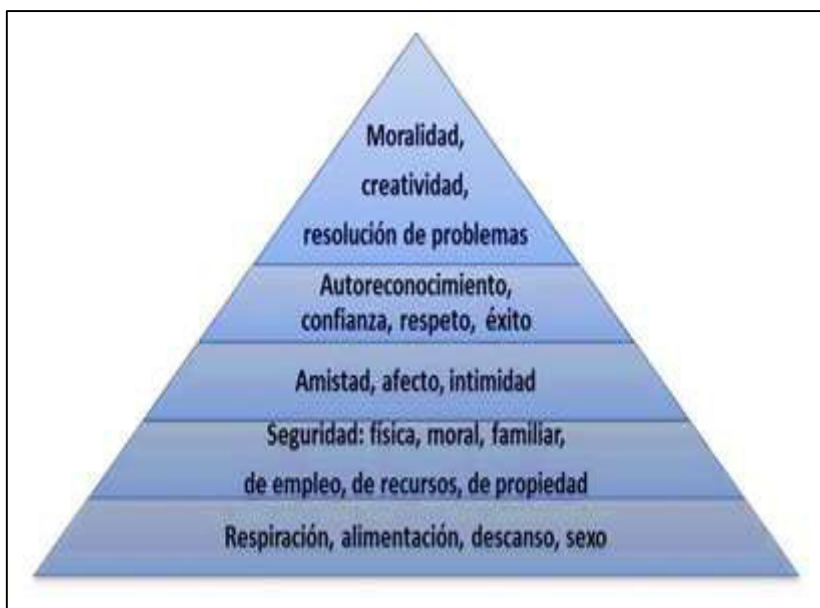 Moralidad,
creatividad,
resolución de problemas
Autoreconocimiento,
confianza, respeto, éxito
Amistad, afecto, intimidad
Seguridad: física, moral, familiar,
de empleo, de recursos, de propiedad
Respiración, alimentación, descanso, sexo